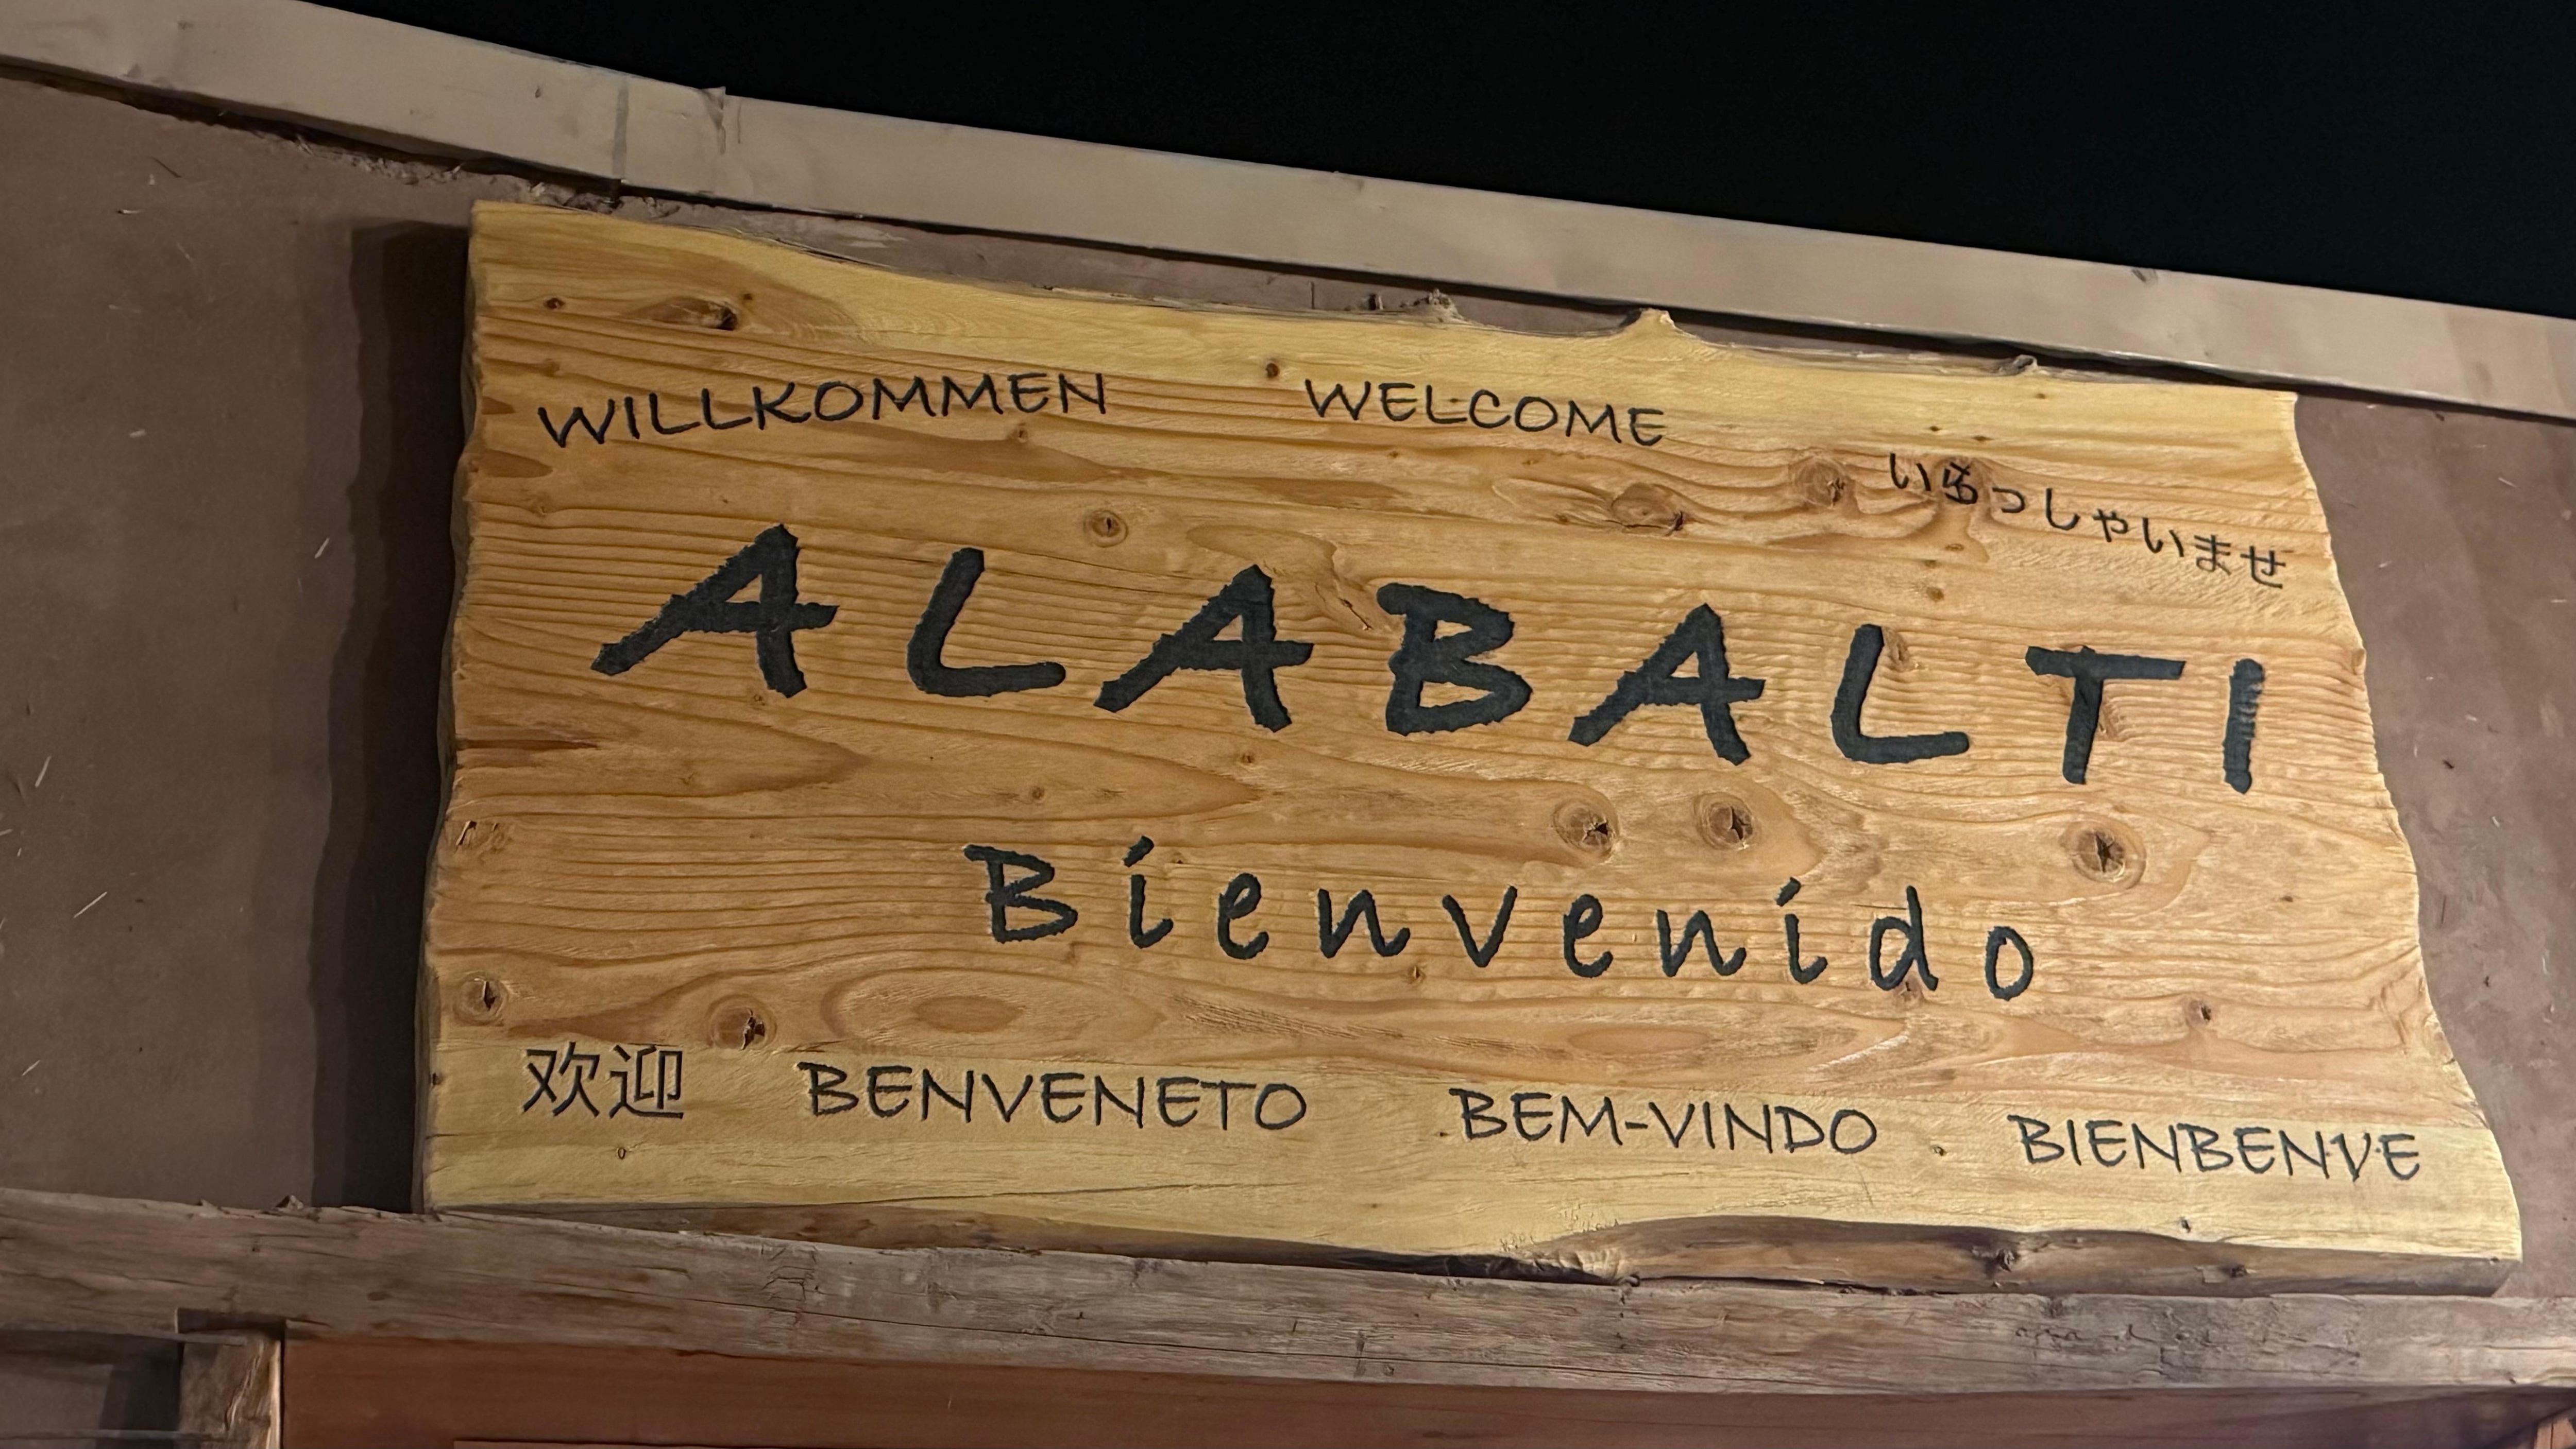 WILLKOMMEN WELCOME
いらっしゃいませ
ALABALTI
Bienvenido
欢迎 BENVENETO BEM-VINDO BIENBENVE